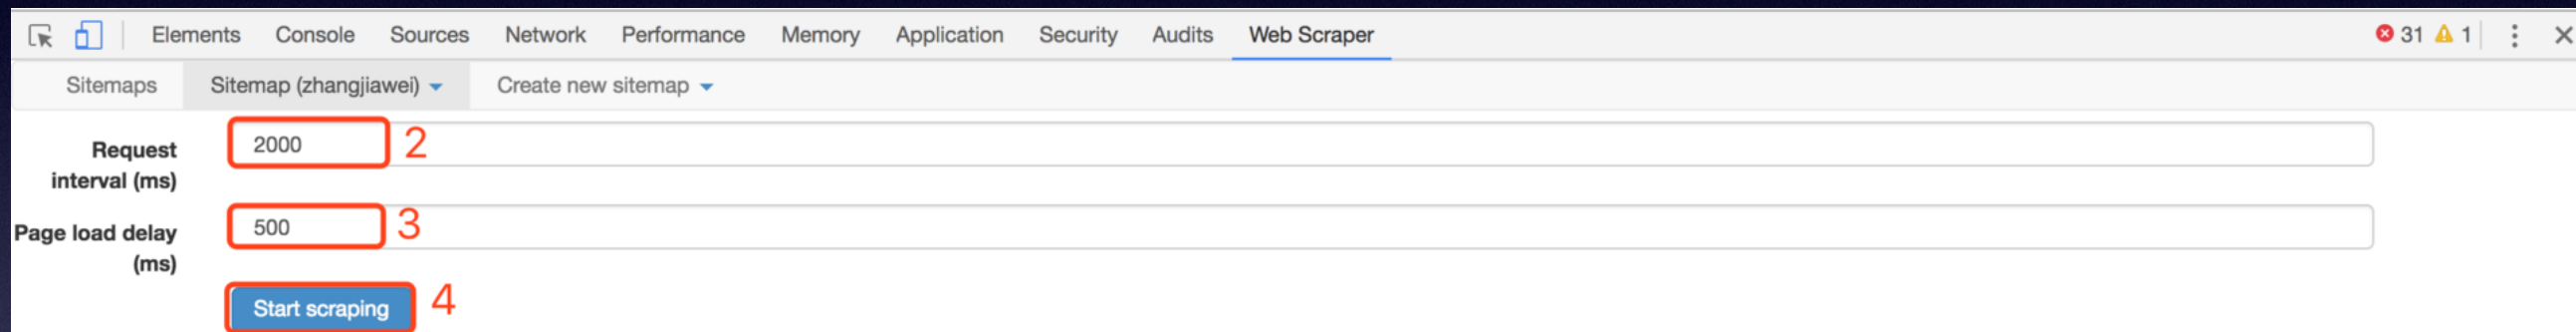 Elements Console Sources Network Performance Memory Application Security Audits Web Scraper 31 1
Sitemaps Sitemap (zhangjiawei) Create new sitemap
Request interval (ms) 2000 2
Page load delay (ms) 500 3
Start scraping 4